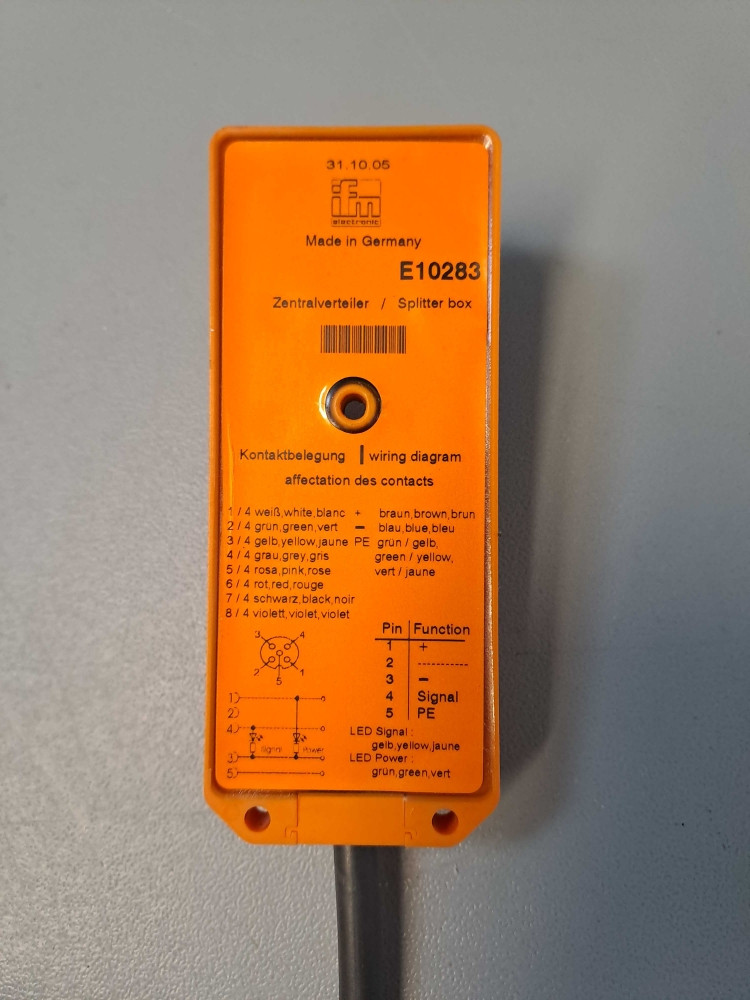 31.10.05
ifm
electronic
Made in Germany
E10283
Zentralverteiler / Splitter box
Kontaktbelegung | wiring diagram
affectation des contacts
1 / 4 weiß,white,blanc + braun,brown,brun
2 / 4 grün,green,vert − blau,blue,bleu
3 / 4 gelb,yellow,jaune PE grün / gelb,
4 / 4 grau,grey,gris green / yellow,
5 / 4 rosa,pink,rose vert / jaune
6 / 4 rot,red,rouge
7 / 4 schwarz,black,noir
8 / 4 violett,violet,violet
3 4
2 1
5
Pin Function
1 +
2 ----------
3 −
4 Signal
5 PE
1
2
4
Signal Power
3
5
LED Signal :
gelb,yellow,jaune
LED Power :
grün,green,vert